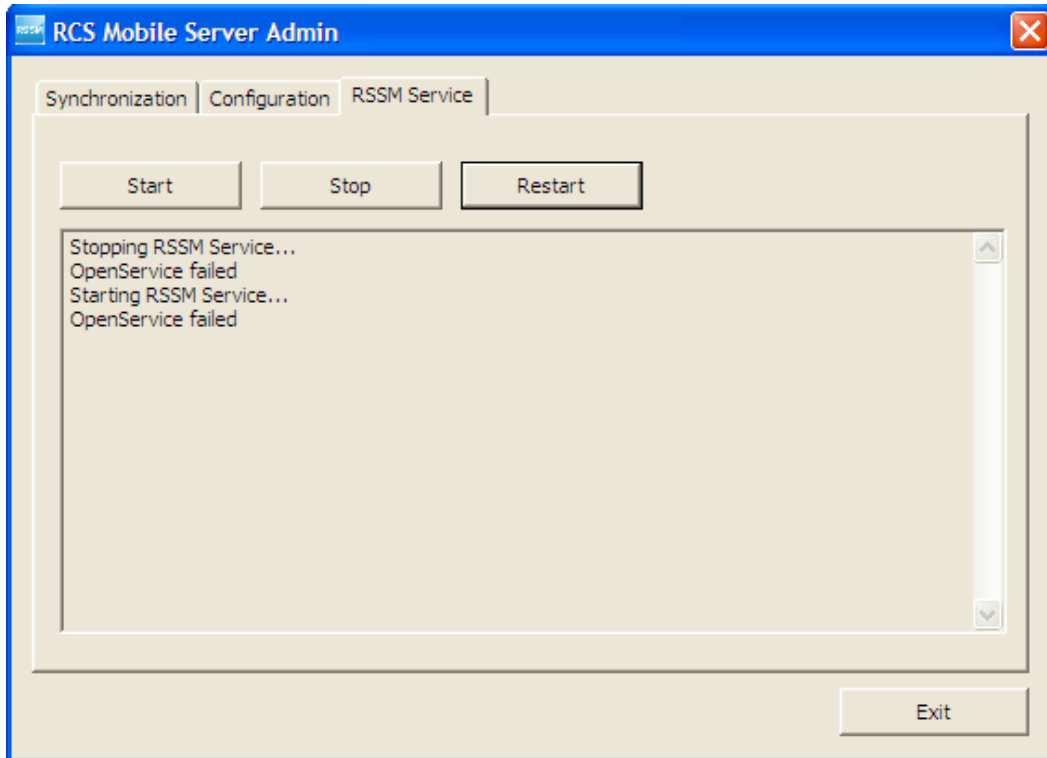 RSSM
RCS Mobile Server Admin
Synchronization
Configuration
RSSM Service
Start
Stop
Restart
Stopping RSSM Service...
OpenService failed
Starting RSSM Service...
OpenService failed
Exit